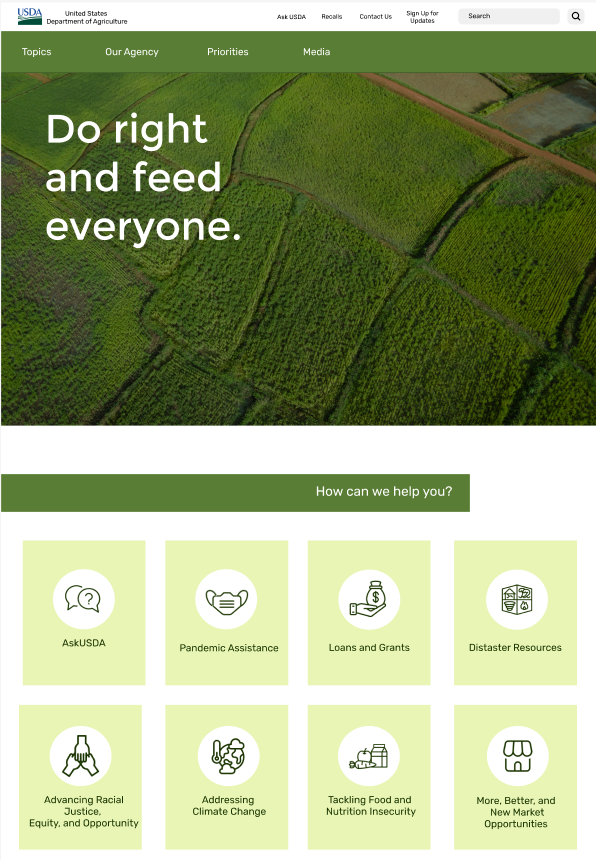 USDA
United States
Department of Agriculture
Ask USDA
Recalls
Contact Us
Sign Up for
Updates
Search
Topics
Our Agency
Priorities
Media
Do right
and feed
everyone.
How can we help you?
AskUSDA
Pandemic Assistance
Loans and Grants
Distaster Resources
Advancing Racial
Justice,
Equity, and Opportunity
Addressing
Climate Change
Tackling Food and
Nutrition Insecurity
More, Better, and
New Market
Opportunities